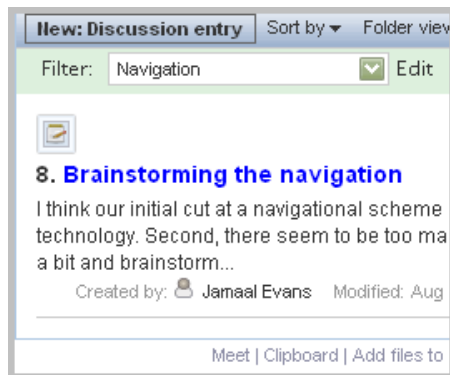 New: Discussion entry Sort by Folder view
Filter: Navigation Edit
8. Brainstorming the navigation
I think our initial cut at a navigational scheme
technology. Second, there seem to be too ma
a bit and brainstorm...
Created by: Jamaal Evans Modified: Aug
Meet | Clipboard | Add files to